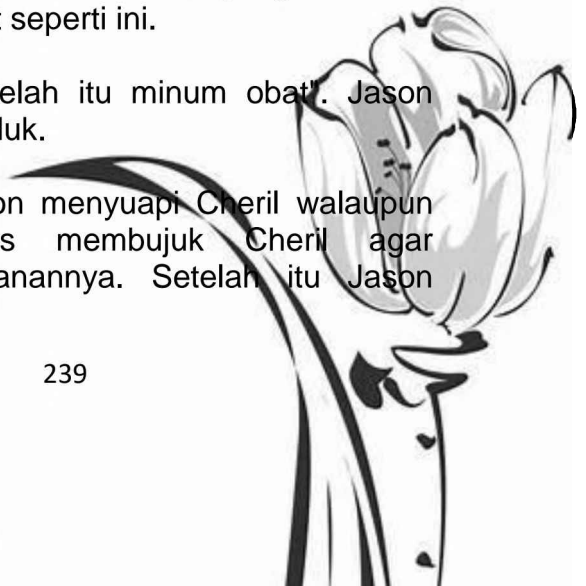 seperti ini.
elah itu minum obat". Jason
luk.
on menyuapi Cheril walaupun
s membujuk Cheril agar
anannya. Setelah itu Jason
239